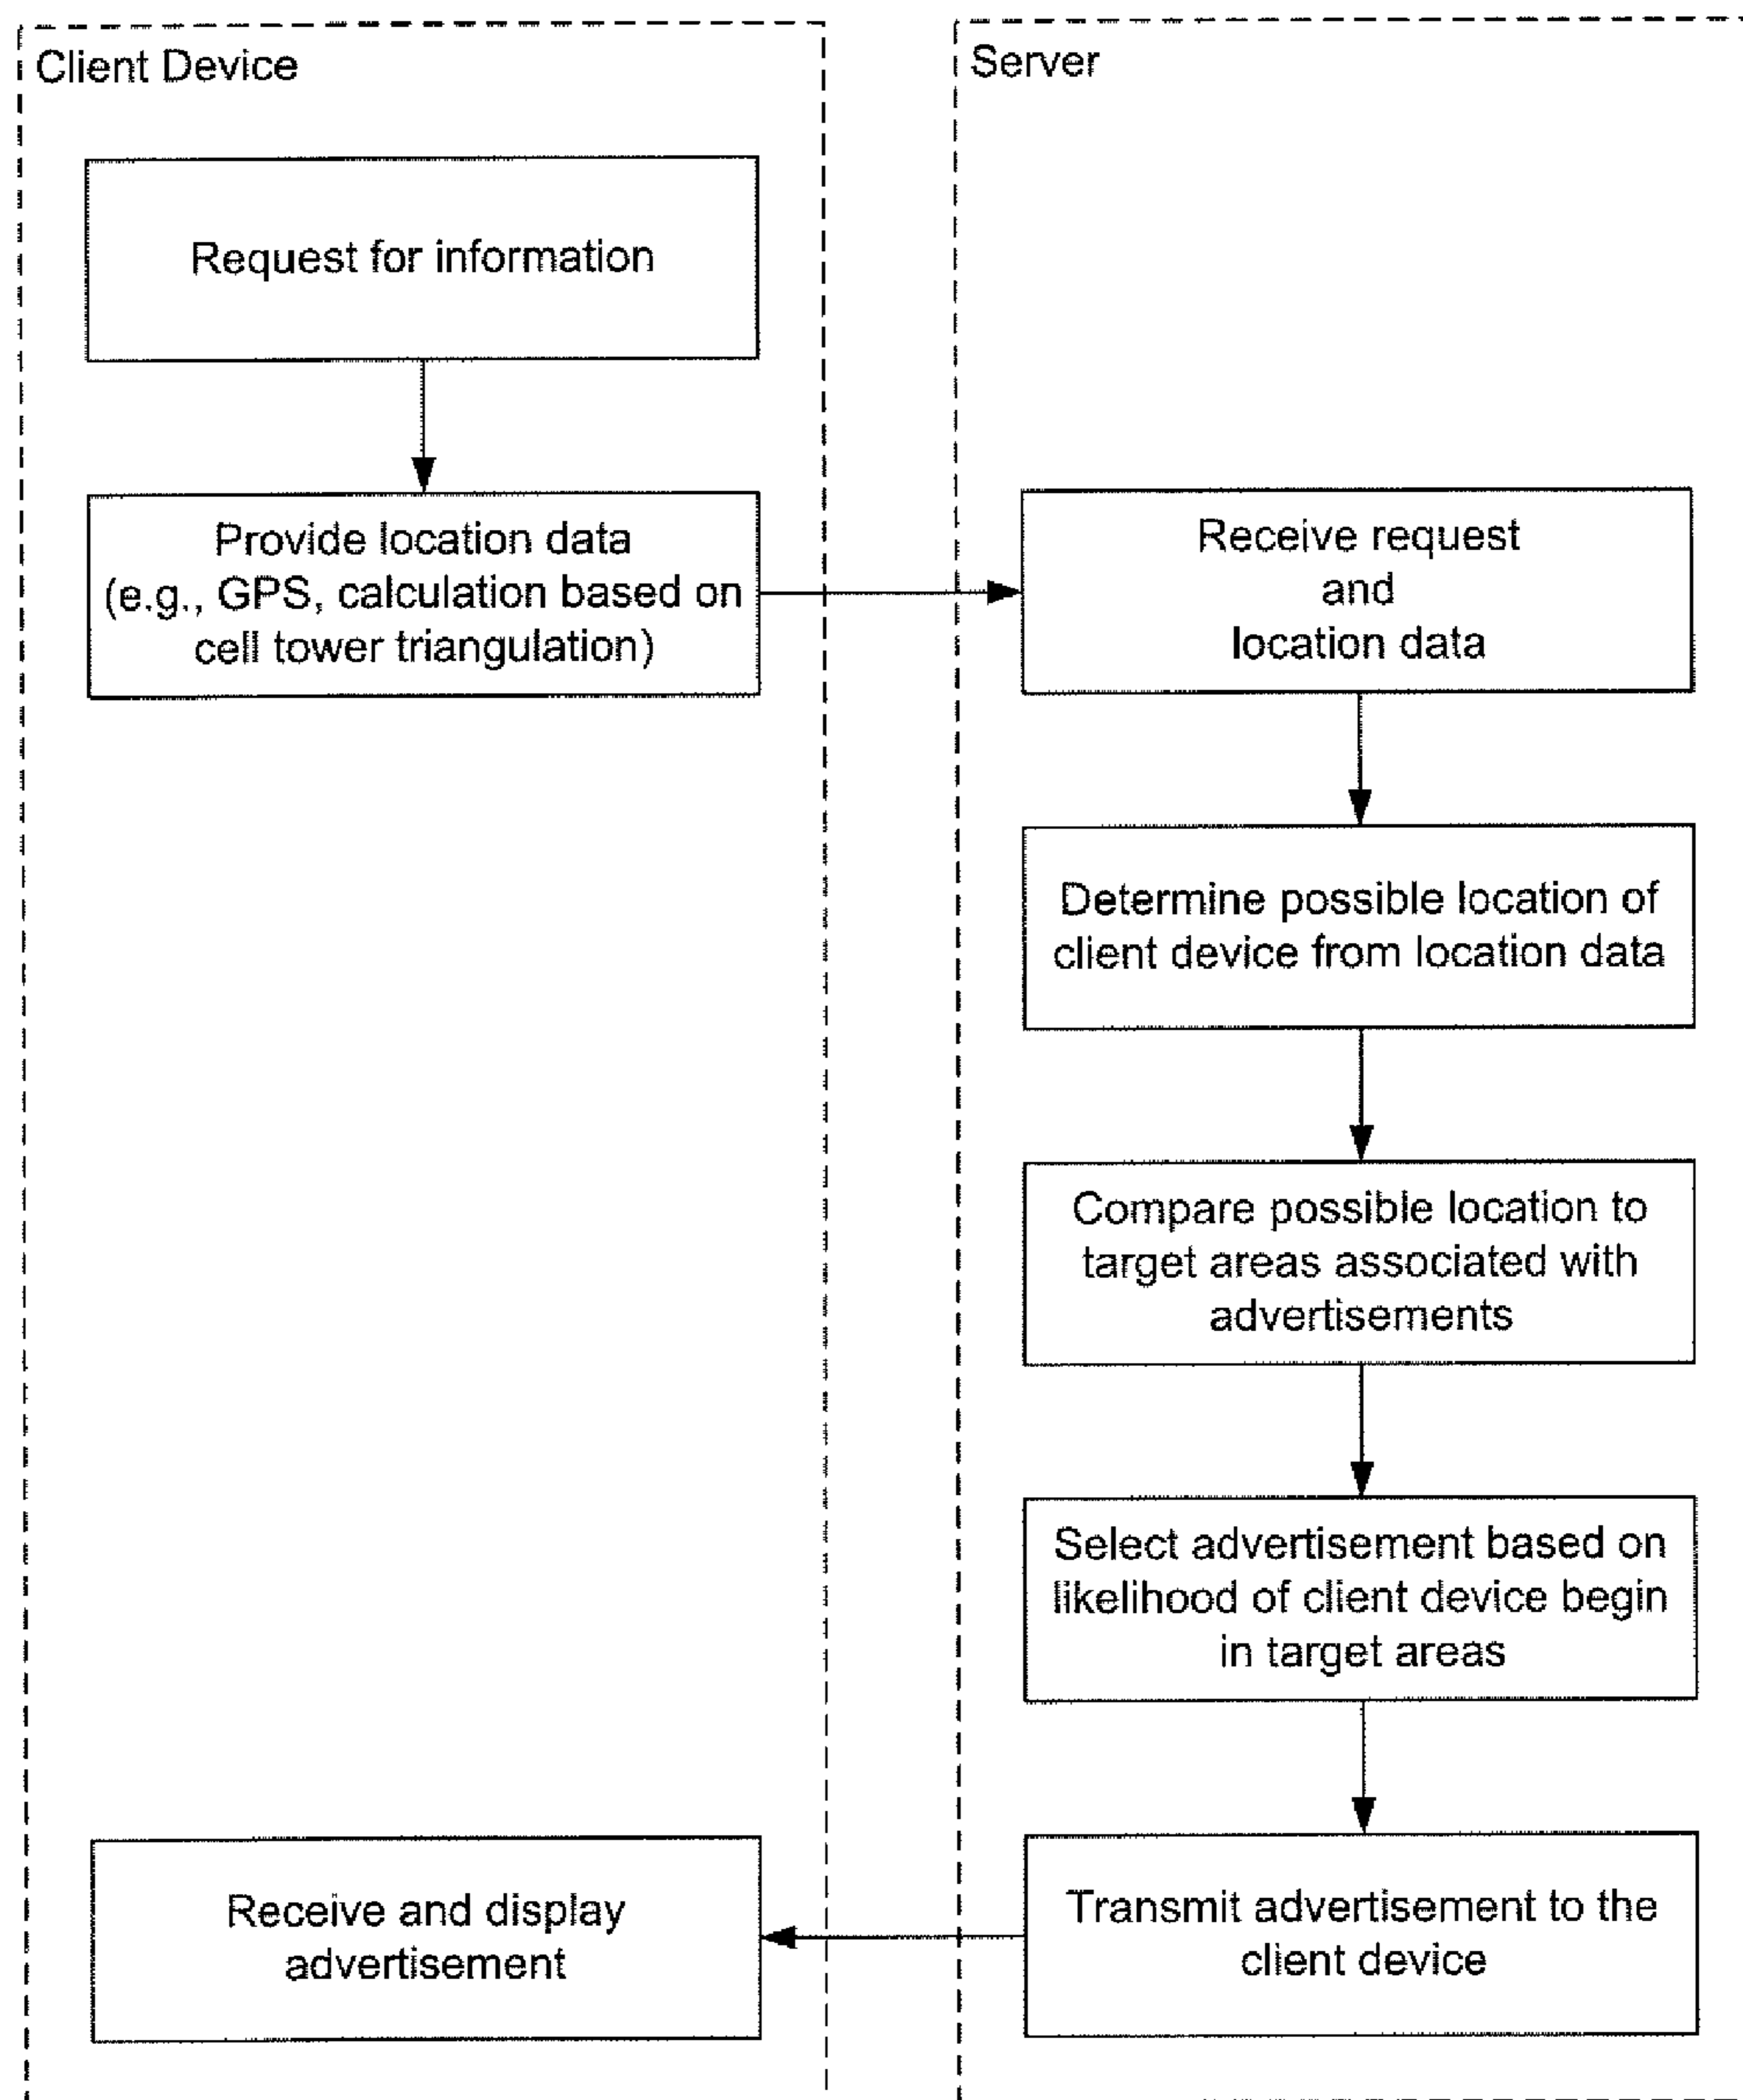 Client Device
Request for information
Provide location data
(e.g., GPS, calculation based on
cell tower triangulation)
Server
Receive request
and
location data
Determine possible location of
client device from location data
Compare possible location to
target areas associated with
advertisements
Select advertisement based on
likelihood of client device begin
in target areas
Transmit advertisement to the
client device
Receive and display
advertisement